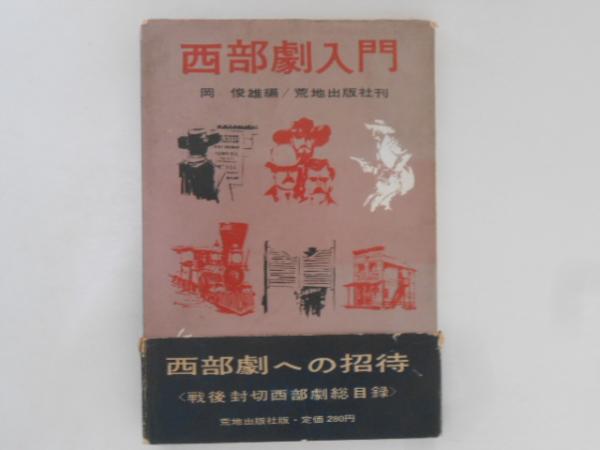 西部劇入門
岡 俊雄編/荒地出版社刊
西部劇への招待
〈戦後封切西部劇総目録〉
荒地出版社版・定価280円